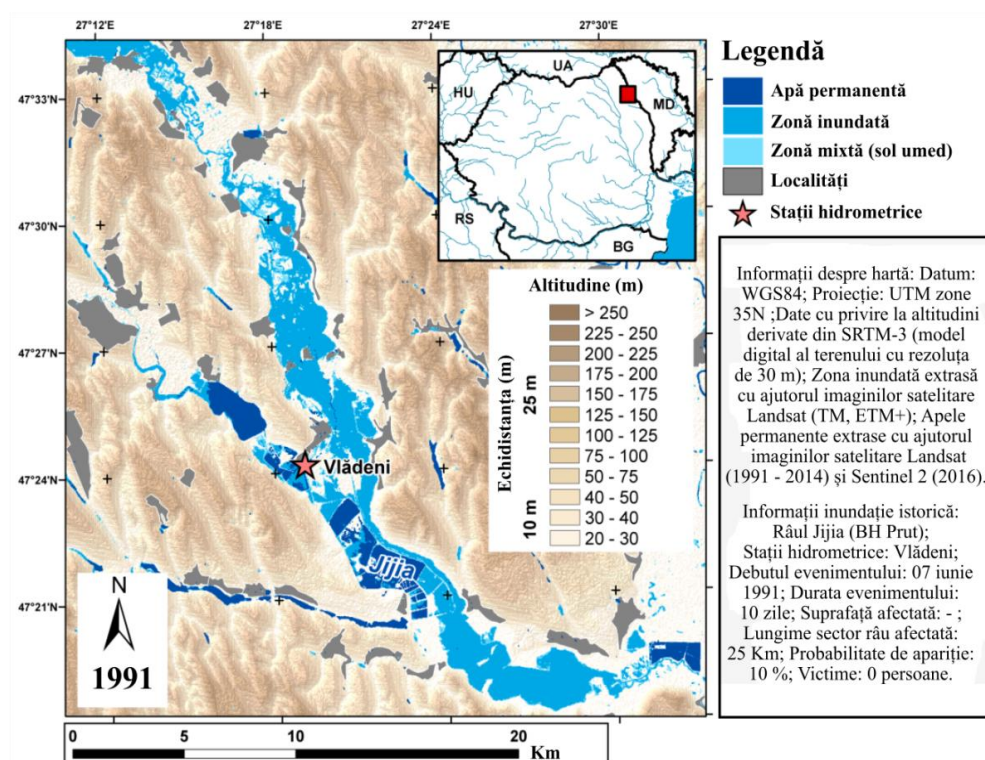 27°12'E
27°18'E
27°24'E
27°30'E
47°33'N
47°30'N
47°27'N
47°24'N
47°21'N
UA
HU
MD
RS
BG
Vlădeni
Jijia
N
1991
0
5
10
20
Km
Altitudine (m)
Echidistanța (m)
25 m
10 m
> 250
225 - 250
200 - 225
175 - 200
150 - 175
125 - 150
100 - 125
75 - 100
50 - 75
40 - 50
30 - 40
20 - 30
Legendă
Apă permanentă
Zonă inundată
Zonă mixtă (sol umed)
Localități
Stații hidrometrice
Informații despre hartă: Datum:
WGS84; Proiecție: UTM zone
35N ;Date cu privire la altitudini
derivate din SRTM-3 (model
digital al terenului cu rezoluța
de 30 m); Zona inundată extrasă
cu ajutorul imaginilor satelitare
Landsat (TM, ETM+); Apele
permanente extrase cu ajutorul
imaginilor satelitare Landsat
(1991 - 2014) și Sentinel 2 (2016).
Informații inundație istorică:
Râul Jijia (BH Prut);
Stații hidrometrice: Vlădeni;
Debutul evenimentului: 07 iunie
1991; Durata evenimentului:
10 zile; Suprafață afectată: - ;
Lungime sector râu afectată:
25 Km; Probabilitate de apariție:
10 %; Victime: 0 persoane.